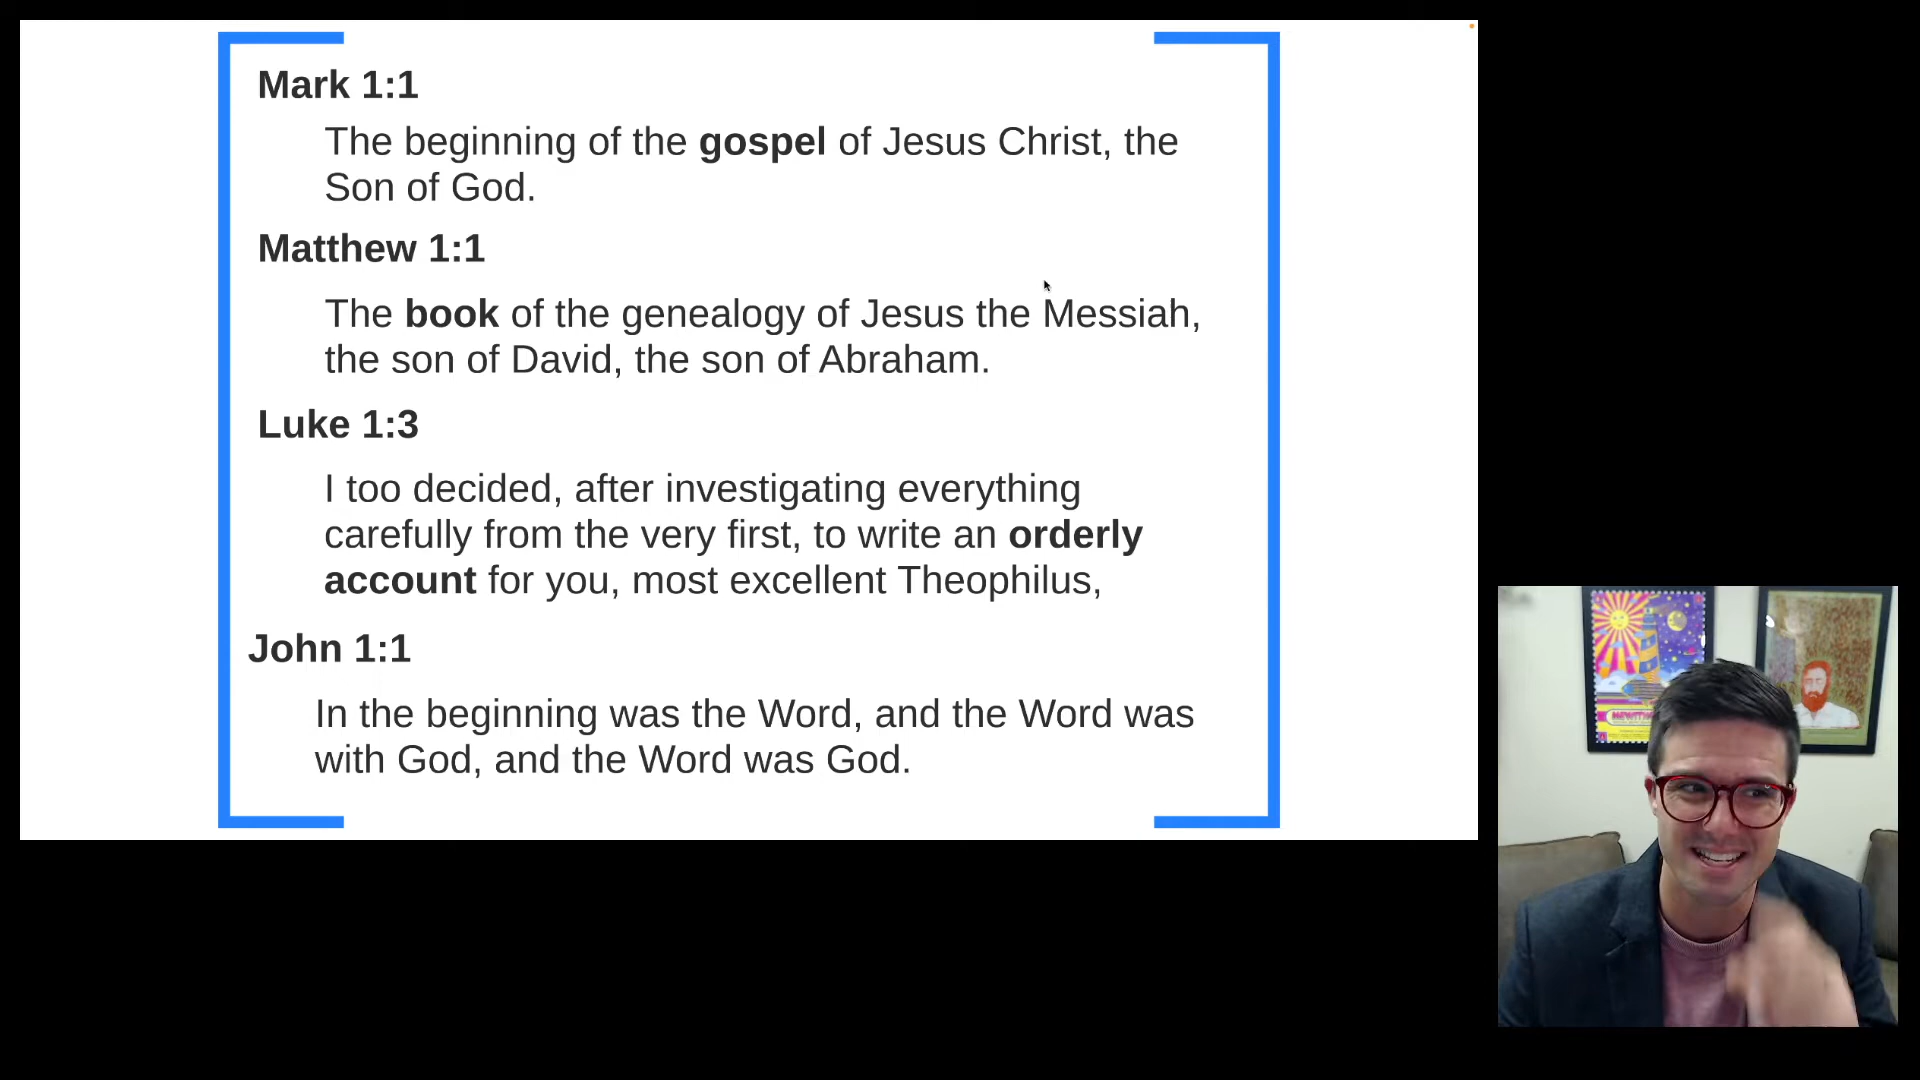 Mark 1:1
The beginning of the gospel of Jesus Christ, the
Son of God.
Matthew 1:1
The book of the genealogy of Jesus the Messiah,
the son of David, the son of Abraham.
Luke 1:3
I too decided, after investigating everything
carefully from the very first, to write an orderly
account for you, most excellent Theophilus,
John 1:1
In the beginning was the Word, and the Word was
with God, and the Word was God.